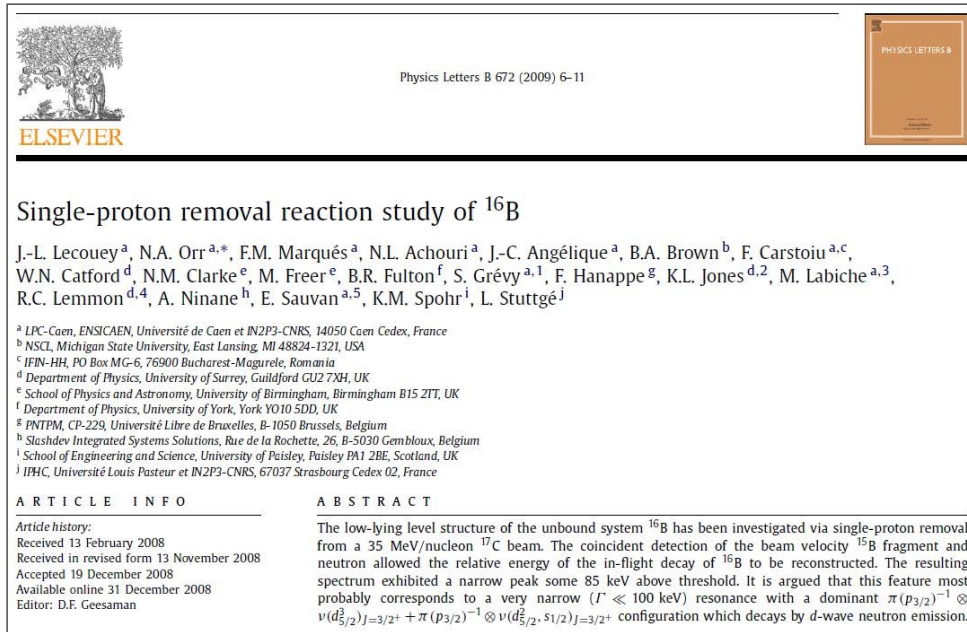 Physics Letters B 672 (2009) 6–11
PHYSICS LETTERS B
ELSEVIER
Single-proton removal reaction study of ¹⁶B
J.-L. Lecouey ᵃ, N.A. Orr ᵃ,*, F.M. Marqués ᵃ, N.L. Achouri ᵃ, J.-C. Angélique ᵃ, B.A. Brown ᵇ, F. Carstoiu ᵃ,ᶜ,
W.N. Catford ᵈ, N.M. Clarke ᵉ, M. Freer ᵉ, B.R. Fulton ᶠ, S. Grévy ᵃ,¹, F. Hanappe ᵍ, K.L. Jones ᵈ,², M. Labiche ᵃ,³,
R.C. Lemmon ᵈ,⁴, A. Ninane ʰ, E. Sauvan ᵃ,⁵, K.M. Spohr ⁱ, L. Stuttgé ʲ
ᵃ LPC-Caen, ENSICAEN, Université de Caen et IN2P3-CNRS, 14050 Caen Cedex, France
ᵇ NSCL, Michigan State University, East Lansing, MI 48824-1321, USA
ᶜ IFIN-HH, PO Box MG-6, 76900 Bucharest-Magurele, Romania
ᵈ Department of Physics, University of Surrey, Guildford GU2 7XH, UK
ᵉ School of Physics and Astronomy, University of Birmingham, Birmingham B15 2TT, UK
ᶠ Department of Physics, University of York, York YO10 5DD, UK
ᵍ PNTPM, CP-229, Université Libre de Bruxelles, B-1050 Brussels, Belgium
ʰ Slashdev Integrated Systems Solutions, Rue de la Rochette, 26, B-5030 Gembloux, Belgium
ⁱ School of Engineering and Science, University of Paisley, Paisley PA1 2BE, Scotland, UK
ʲ IPHC, Université Louis Pasteur et IN2P3-CNRS, 67037 Strasbourg Cedex 02, France
ARTICLE INFO
Article history:
Received 13 February 2008
Received in revised form 13 November 2008
Accepted 19 December 2008
Available online 31 December 2008
Editor: D.F. Geesaman
ABSTRACT
The low-lying level structure of the unbound system ¹⁶B has been investigated via single-proton removal
from a 35 MeV/nucleon ¹⁷C beam. The coincident detection of the beam velocity ¹⁵B fragment and
neutron allowed the relative energy of the in-flight decay of ¹⁶B to be reconstructed. The resulting
spectrum exhibited a narrow peak some 85 keV above threshold. It is argued that this feature most
probably corresponds to a very narrow (Γ ≪ 100 keV) resonance with a dominant π(p₃/₂)⁻¹ ⊗
ν(d³₅/₂)J=3/2⁺ + π(p₃/₂)⁻¹ ⊗ ν(d²₅/₂, s₁/₂)J=3/2⁺ configuration which decays by d-wave neutron emission.